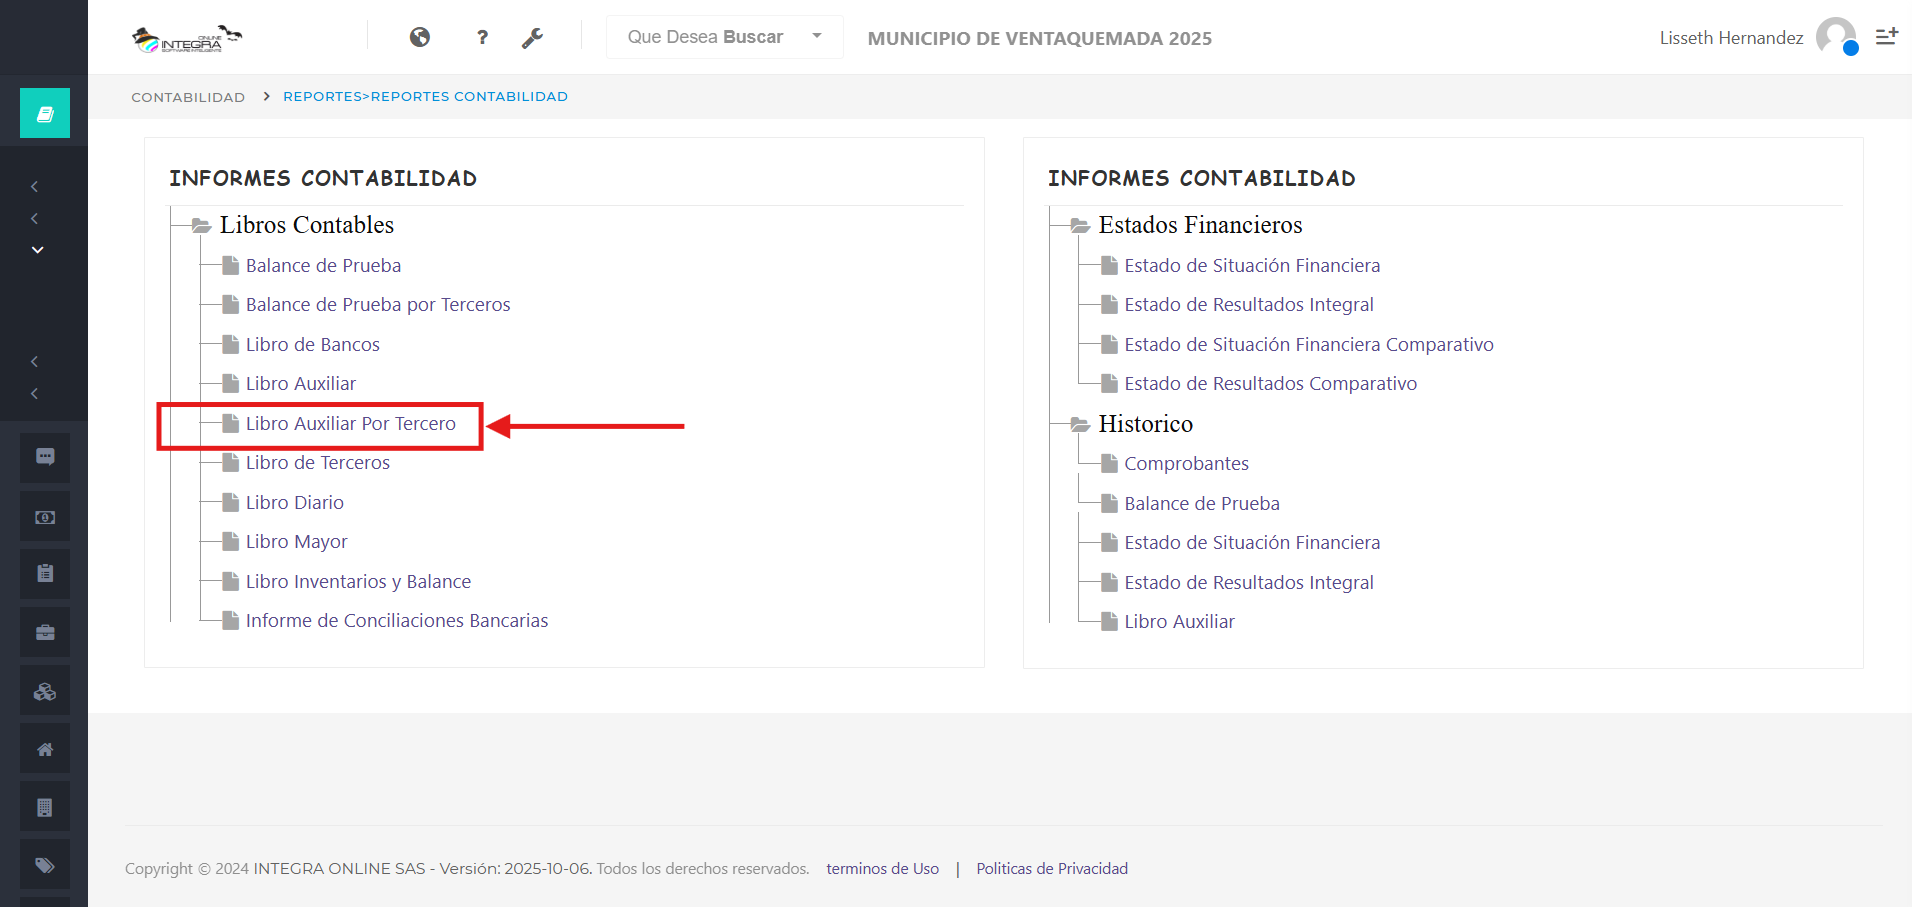 ONLINE
INTEGRA
SOFTWARE INTELIGENTE
?
Que Desea Buscar
MUNICIPIO DE VENTAQUEMADA 2025
Lisseth Hernandez
CONTABILIDAD > REPORTES>REPORTES CONTABILIDAD
INFORMES CONTABILIDAD
Libros Contables
Balance de Prueba
Balance de Prueba por Terceros
Libro de Bancos
Libro Auxiliar
Libro Auxiliar Por Tercero
Libro de Terceros
Libro Diario
Libro Mayor
Libro Inventarios y Balance
Informe de Conciliaciones Bancarias
INFORMES CONTABILIDAD
Estados Financieros
Estado de Situación Financiera
Estado de Resultados Integral
Estado de Situación Financiera Comparativo
Estado de Resultados Comparativo
Historico
Comprobantes
Balance de Prueba
Estado de Situación Financiera
Estado de Resultados Integral
Libro Auxiliar
Copyright © 2024 INTEGRA ONLINE SAS - Versión: 2025-10-06. Todos los derechos reservados. terminos de Uso | Politicas de Privacidad